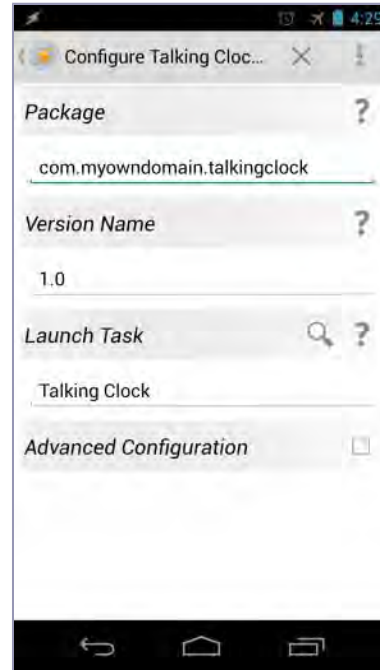 4:29
Configure Talking Cloc...
Package ?
com.myowndomain.talkingclock
Version Name ?
1.0
Launch Task ?
Talking Clock
Advanced Configuration